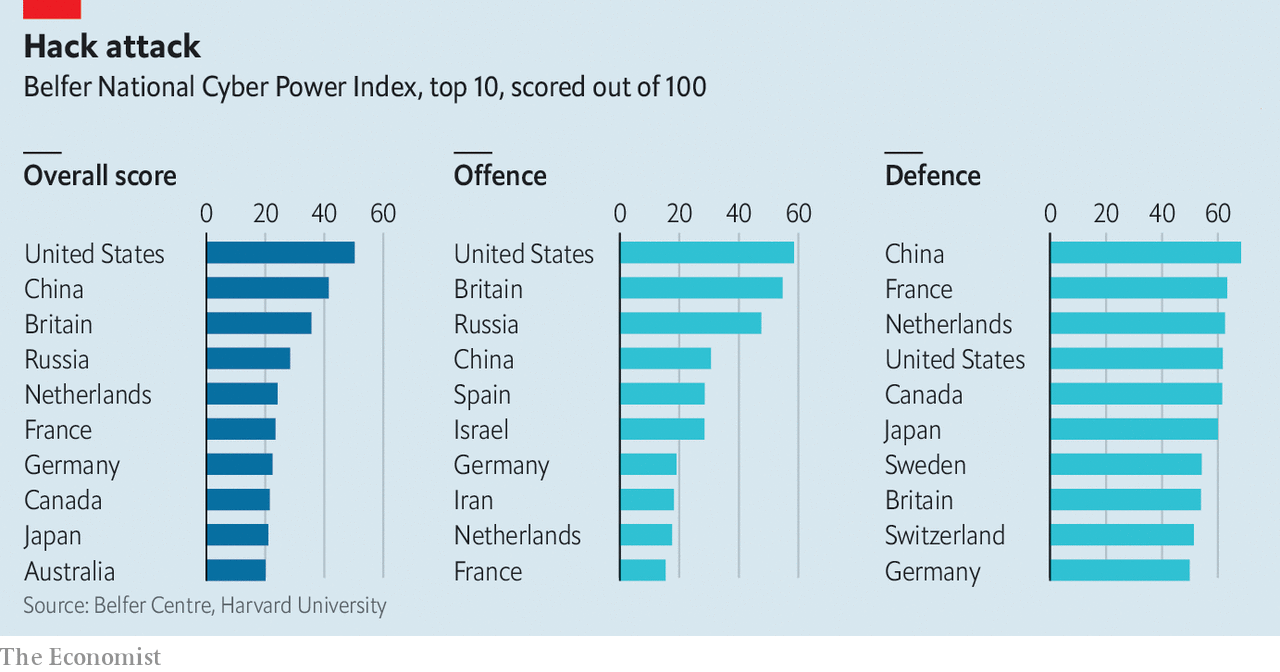 Hack attack
Belfer National Cyber Power Index, top 10, scored out of 100
Overall score
0 20 40 60
United States
China
Britain
Russia
Netherlands
France
Germany
Canada
Japan
Australia
Offence
0 20 40 60
United States
Britain
Russia
China
Spain
Israel
Germany
Iran
Netherlands
France
Defence
0 20 40 60
China
France
Netherlands
United States
Canada
Japan
Sweden
Britain
Switzerland
Germany
Source: Belfer Centre, Harvard University
The Economist